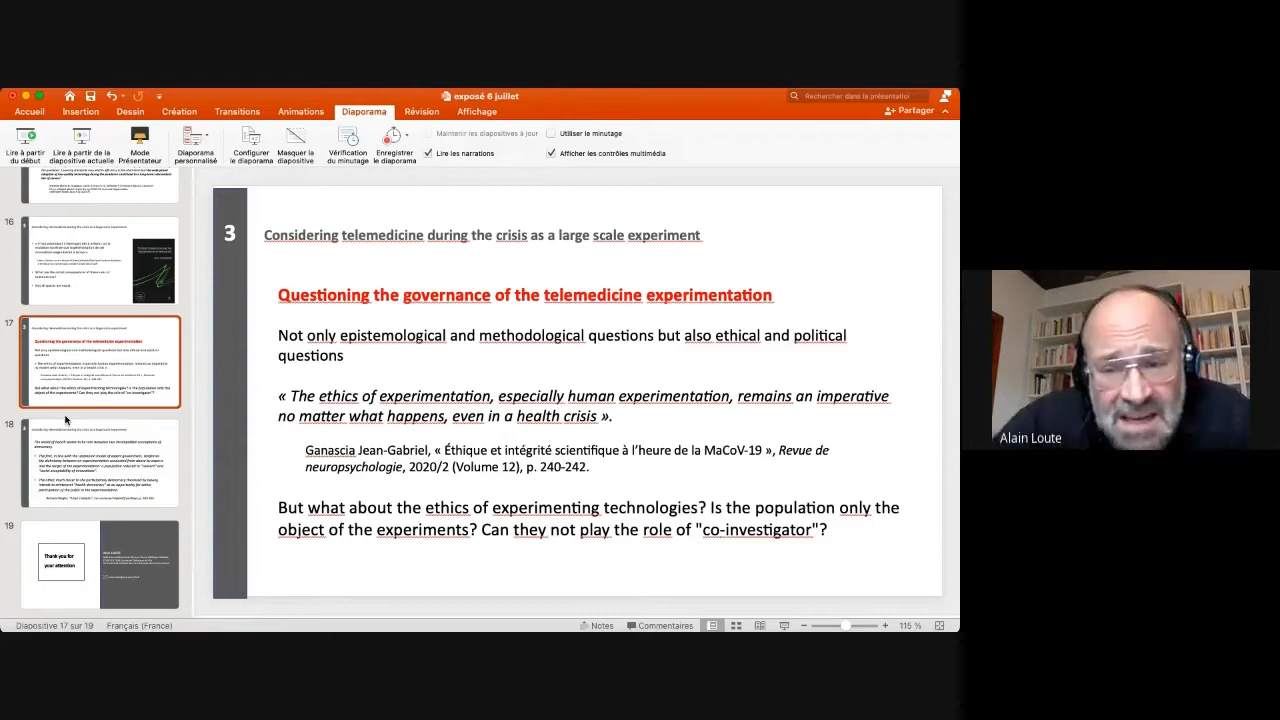 exposé 6 juillet
Rechercher dans la présentation
Accueil
Insertion
Dessin
Création
Transitions
Animations
Diaporama
Révision
Affichage
Partager
Lire à partir
du début
Lire à partir de la
diapositive actuelle
Mode
Présentateur
Diaporama
personnalisé
Configurer
le diaporama
Masquer la
diapositive
Vérification
du minutage
Enregistrer
le diaporama
Maintenir les diapositives à jour
Utiliser le minutage
Lire les narrations
Afficher les contrôles multimédia
16
17
18
19
Thank you for
your attention
3
Considering telemedicine during the crisis as a large scale experiment
Questioning the governance of the telemedicine experimentation
Not only epistemological and methodological questions but also ethical and political
questions
« The ethics of experimentation, especially human experimentation, remains an imperative
no matter what happens, even in a health crisis ».
Ganascia Jean-Gabriel, « Éthique et intégrité scientifique à l'heure de la MaCoV-19 », Revue de
neuropsychologie, 2020/2 (Volume 12), p. 240-242.
But what about the ethics of experimenting technologies? Is the population only the
object of the experiments? Can they not play the role of "co-investigator"?
Alain Loute
Diapositive 17 sur 19
Français (France)
Notes
Commentaires
115 %